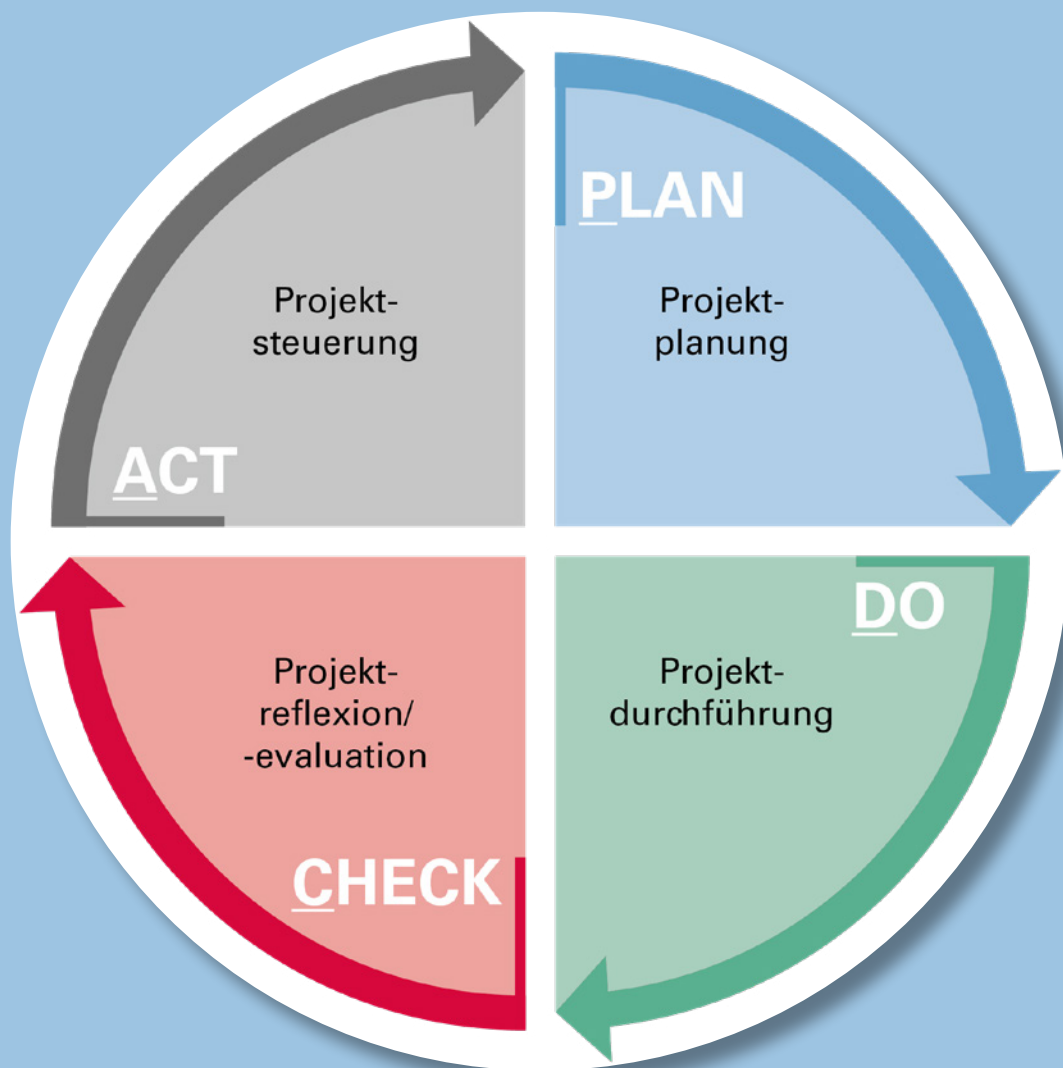 PLAN
Projekt-
planung
DO
Projekt-
durchführung
Projekt-
reflexion/
-evaluation
CHECK
Projekt-
steuerung
ACT